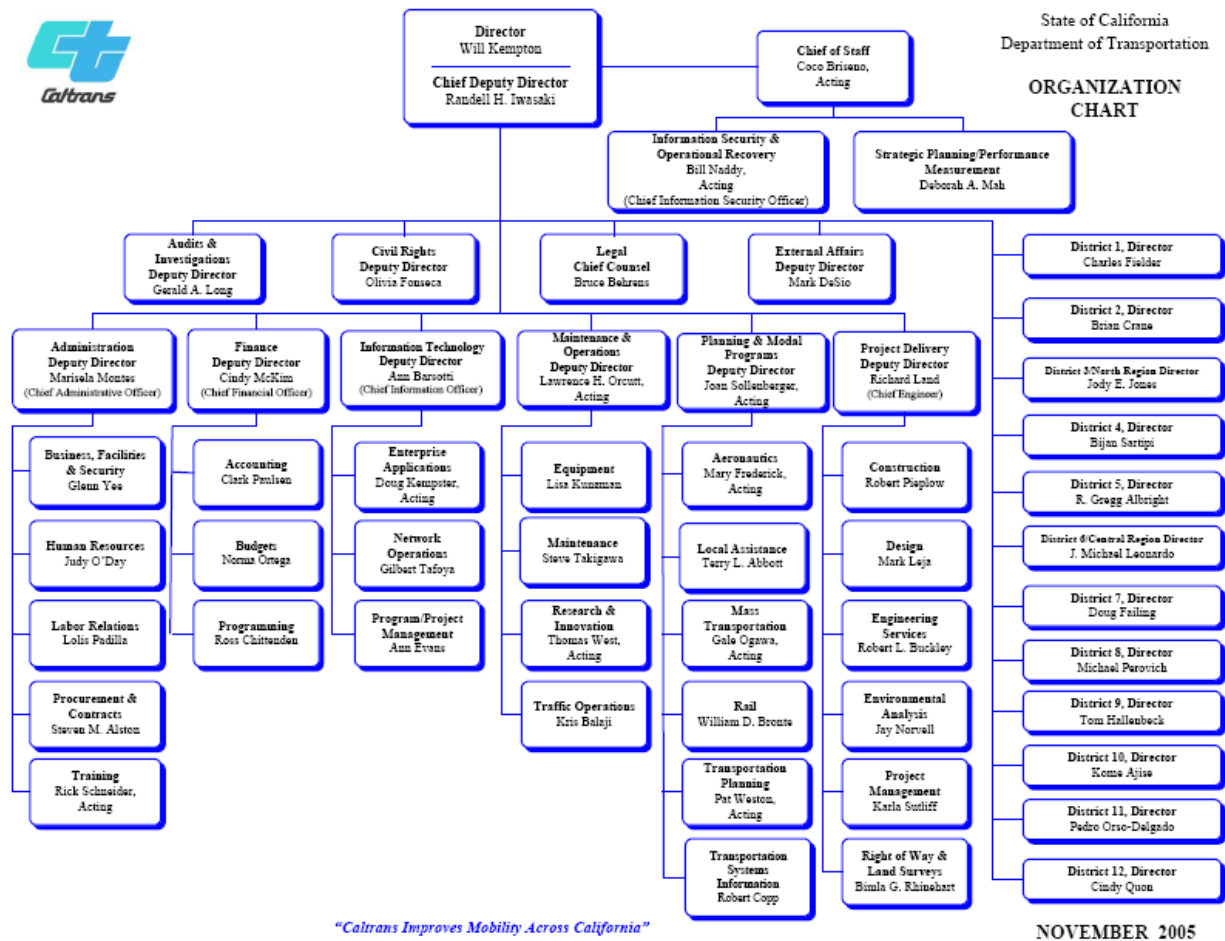 Caltrans
State of California
Department of Transportation
ORGANIZATION
CHART
Director
Will Kempton
Chief Deputy Director
Randell H. Iwasaki
Chief of Staff
Coco Briseno,
Acting
Information Security &
Operational Recovery
Bill Naddy,
Acting
(Chief Information Security Officer)
Strategic Planning/Performance
Measurement
Deborah A. Mah
Audits &
Investigations
Deputy Director
Gerald A. Long
Civil Rights
Deputy Director
Olivia Fonseca
Legal
Chief Counsel
Bruce Behrens
External Affairs
Deputy Director
Mark DeSio
Administration
Deputy Director
Marisela Montes
(Chief Administrative Officer)
Finance
Deputy Director
Cindy McKim
(Chief Financial Officer)
Information Technology
Deputy Director
Ann Barsotti
(Chief Information Officer)
Maintenance &
Operations
Deputy Director
Lawrence H. Orcutt,
Acting
Planning & Modal
Programs
Deputy Director
Joan Sollenberger,
Acting
Project Delivery
Deputy Director
Richard Land
(Chief Engineer)
Business, Facilities
& Security
Glenn Yee
Human Resources
Judy O'Day
Labor Relations
Lolis Padilla
Procurement &
Contracts
Steven M. Alston
Training
Rick Schneider,
Acting
Accounting
Clark Paulsen
Budgets
Norma Ortega
Programming
Ross Chittenden
Enterprise
Applications
Doug Kempster,
Acting
Network
Operations
Gilbert Tafoya
Program/Project
Management
Ann Evans
Equipment
Lisa Kunzman
Maintenance
Steve Takigawa
Research &
Innovation
Thomas West,
Acting
Traffic Operations
Kris Balaji
Aeronautics
Mary Frederick,
Acting
Local Assistance
Terry L. Abbott
Mass
Transportation
Gale Ogawa,
Acting
Rail
William D. Bronte
Transportation
Planning
Pat Weston,
Acting
Transportation
Systems
Information
Robert Copp
Construction
Robert Pieplow
Design
Mark Leja
Engineering
Services
Robert L. Buckley
Environmental
Analysis
Jay Norvell
Project
Management
Karla Sutliff
Right of Way &
Land Surveys
Bimla G. Rhinehart
District 1, Director
Charles Fielder
District 2, Director
Brian Crane
District 3/North Region Director
Jody E. Jones
District 4, Director
Bijan Sartipi
District 5, Director
R. Gregg Albright
District 6/Central Region Director
J. Michael Leonardo
District 7, Director
Doug Failing
District 8, Director
Michael Perovich
District 9, Director
Tom Hallenbeck
District 10, Director
Kome Ajise
District 11, Director
Pedro Orso-Delgado
District 12, Director
Cindy Quon
"Caltrans Improves Mobility Across California"
NOVEMBER 2005